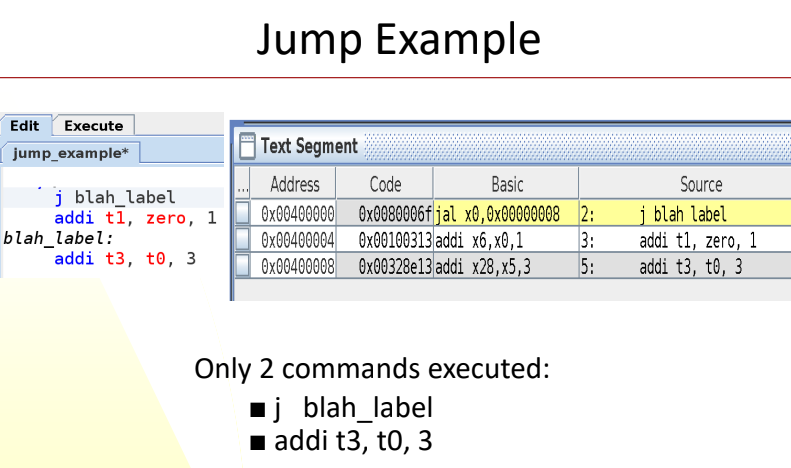 Jump Example
Edit Execute
jump_example*
j blah_label
addi t1, zero, 1
blah_label:
addi t3, t0, 3
Text Segment
... Address Code Basic Source
0x00400000 0x0080006f jal x0,0x00000008 2: j blah_label
0x00400004 0x00100313 addi x6,x0,1 3: addi t1, zero, 1
0x00400008 0x00328e13 addi x28,x5,3 5: addi t3, t0, 3
Only 2 commands executed:
■ j blah_label
■ addi t3, t0, 3